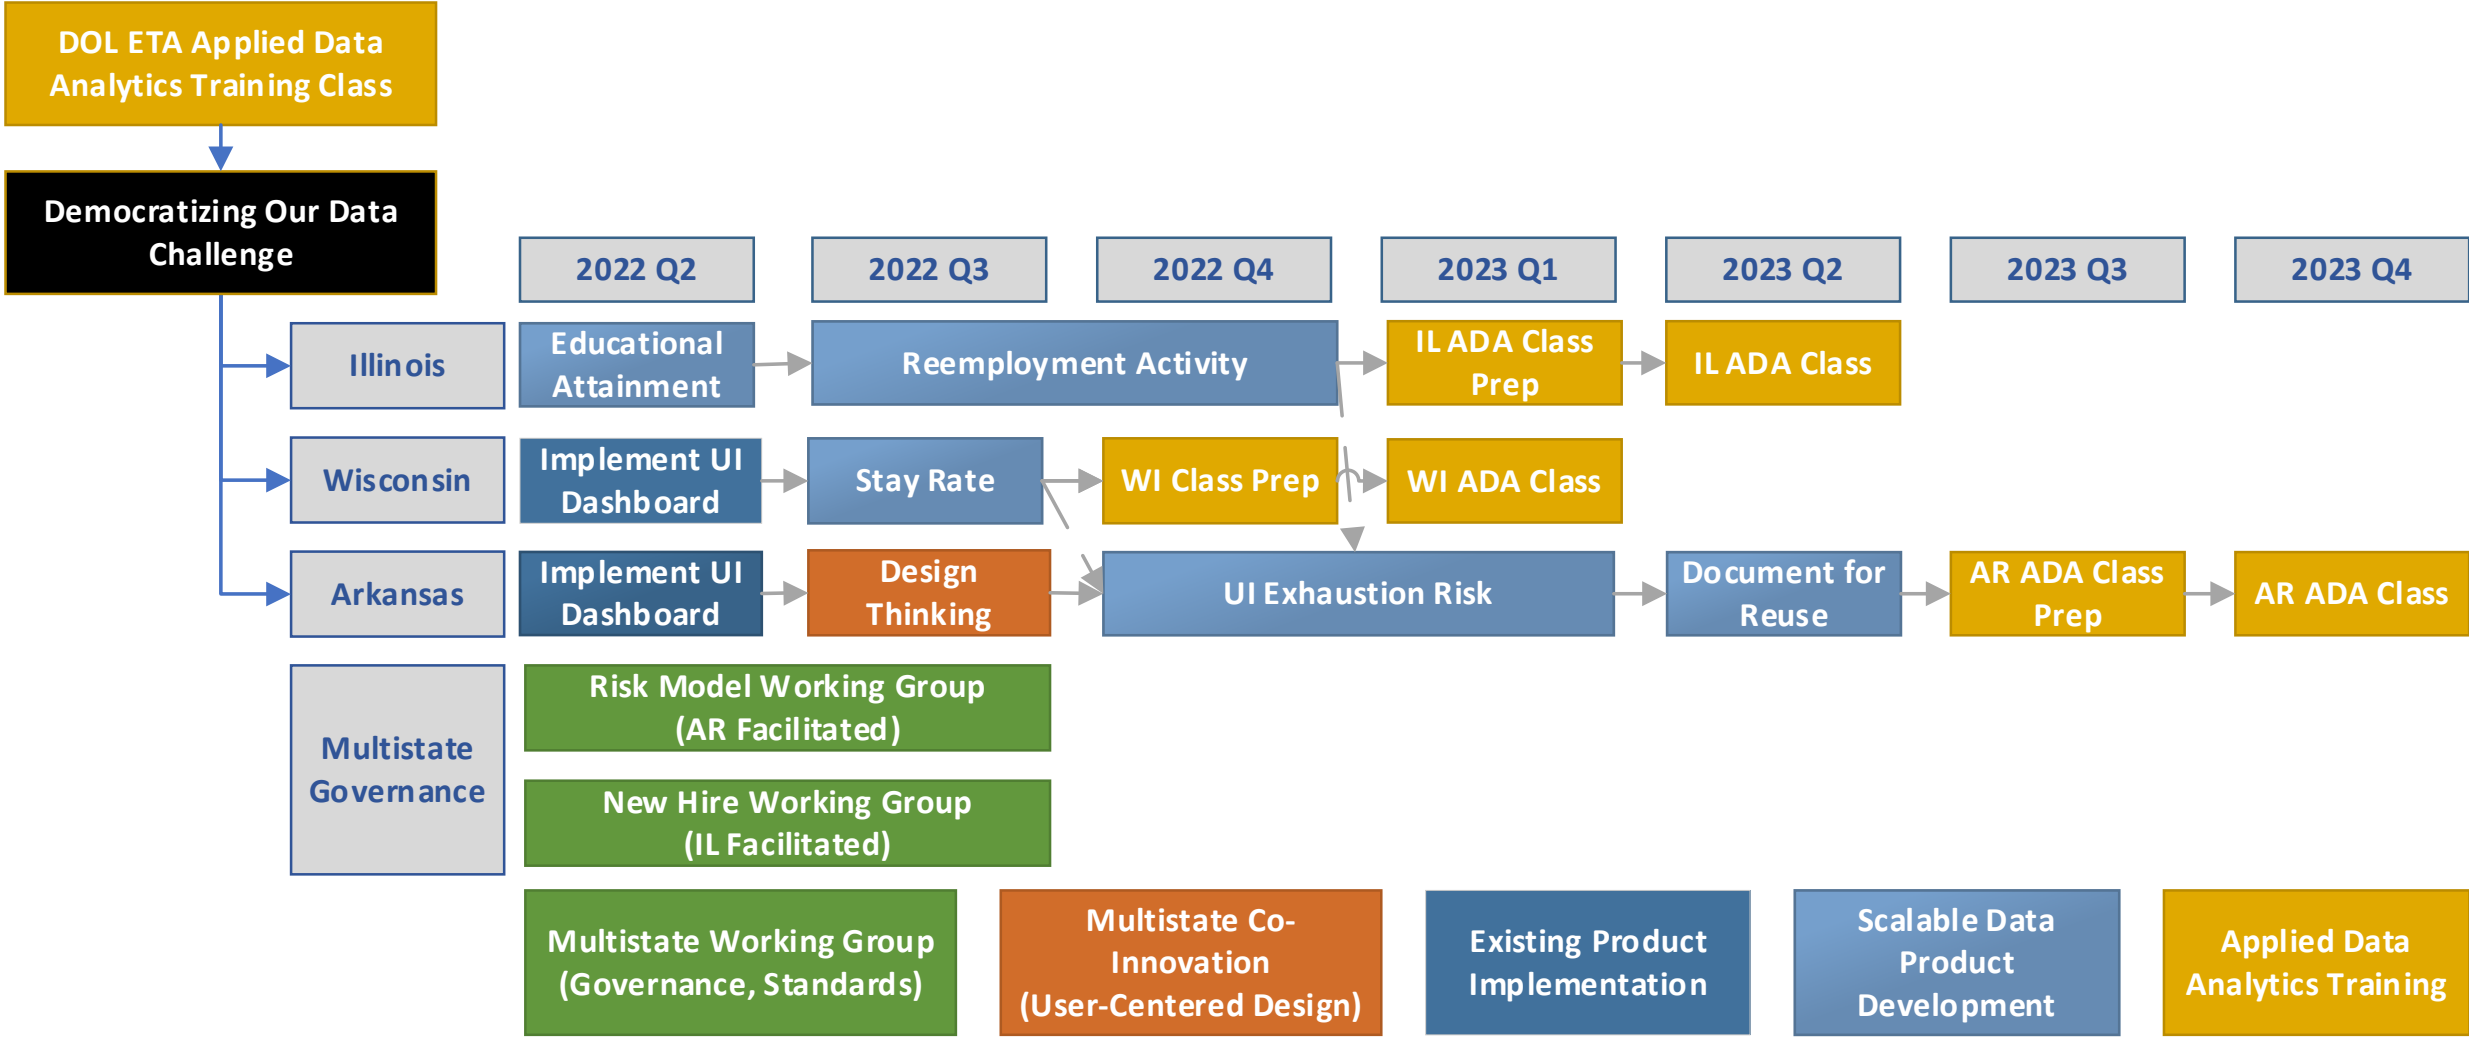 DOL ETA Applied Data
Analytics Training Class
Democratizing Our Data
Challenge
2022 Q2
2022 Q3
2022 Q4
2023 Q1
2023 Q2
2023 Q3
2023 Q4
Illinois
Educational
Attainment
Reemployment Activity
IL ADA Class
Prep
IL ADA Class
Wisconsin
Implement UI
Dashboard
Stay Rate
WI Class Prep
WI ADA Class
Arkansas
Implement UI
Dashboard
Design
Thinking
UI Exhaustion Risk
Document for
Reuse
AR ADA Class
Prep
AR ADA Class
Multistate
Governance
Risk Model Working Group
(AR Facilitated)
New Hire Working Group
(IL Facilitated)
Multistate Working Group
(Governance, Standards)
Multistate Co-
Innovation
(User-Centered Design)
Existing Product
Implementation
Scalable Data
Product
Development
Applied Data
Analytics Training